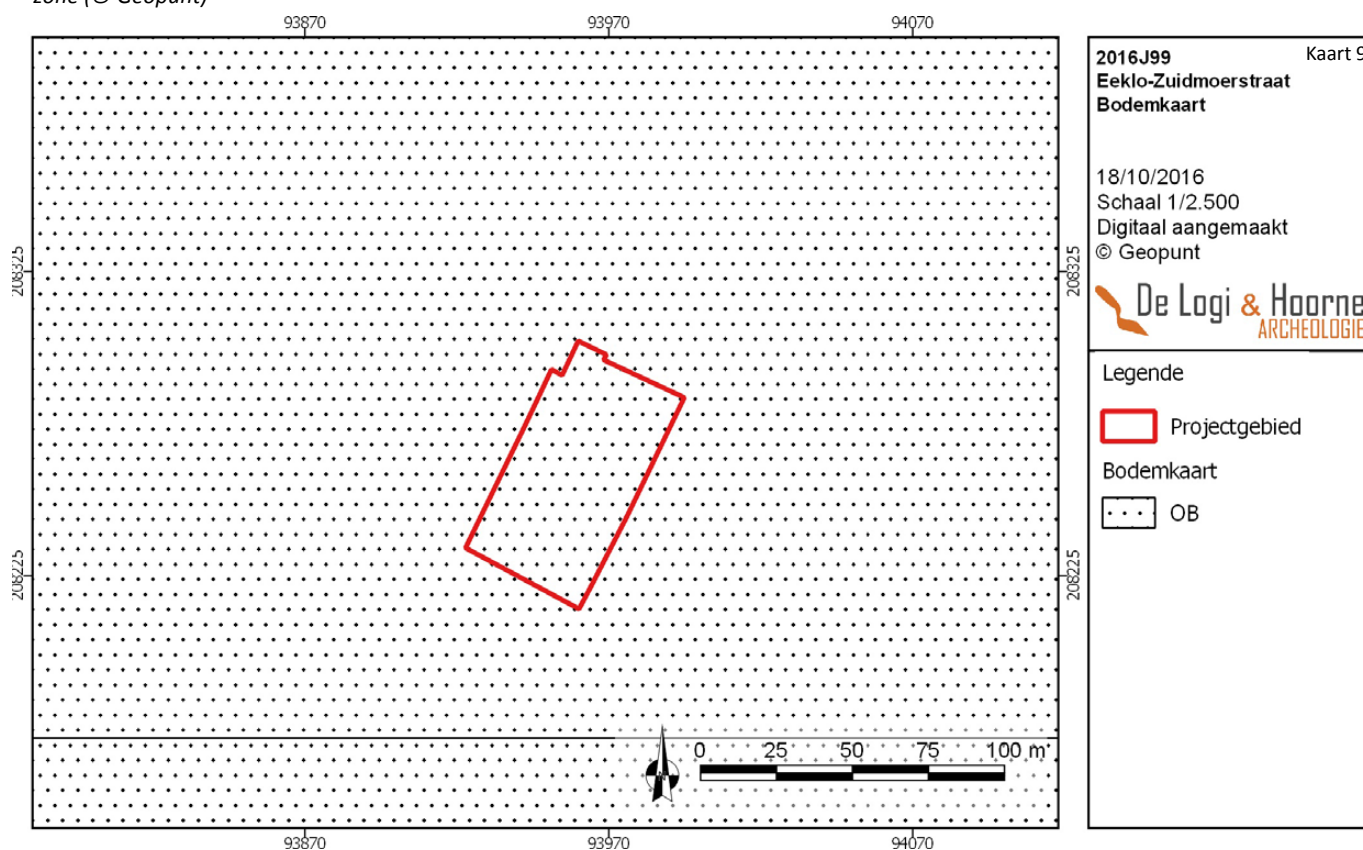 zone (© Geopunt)
93870 93970 94070
208325 208325
208225 208225
0 25 50 75 100 m
93870 93970 94070
2016J99 Kaart 9
Eeklo-Zuidmoerstraat
Bodemkaart
18/10/2016
Schaal 1/2.500
Digitaal aangemaakt
© Geopunt
De Logi & Hoorne
ARCHEOLOGIE
Legende
Projectgebied
Bodemkaart
OB